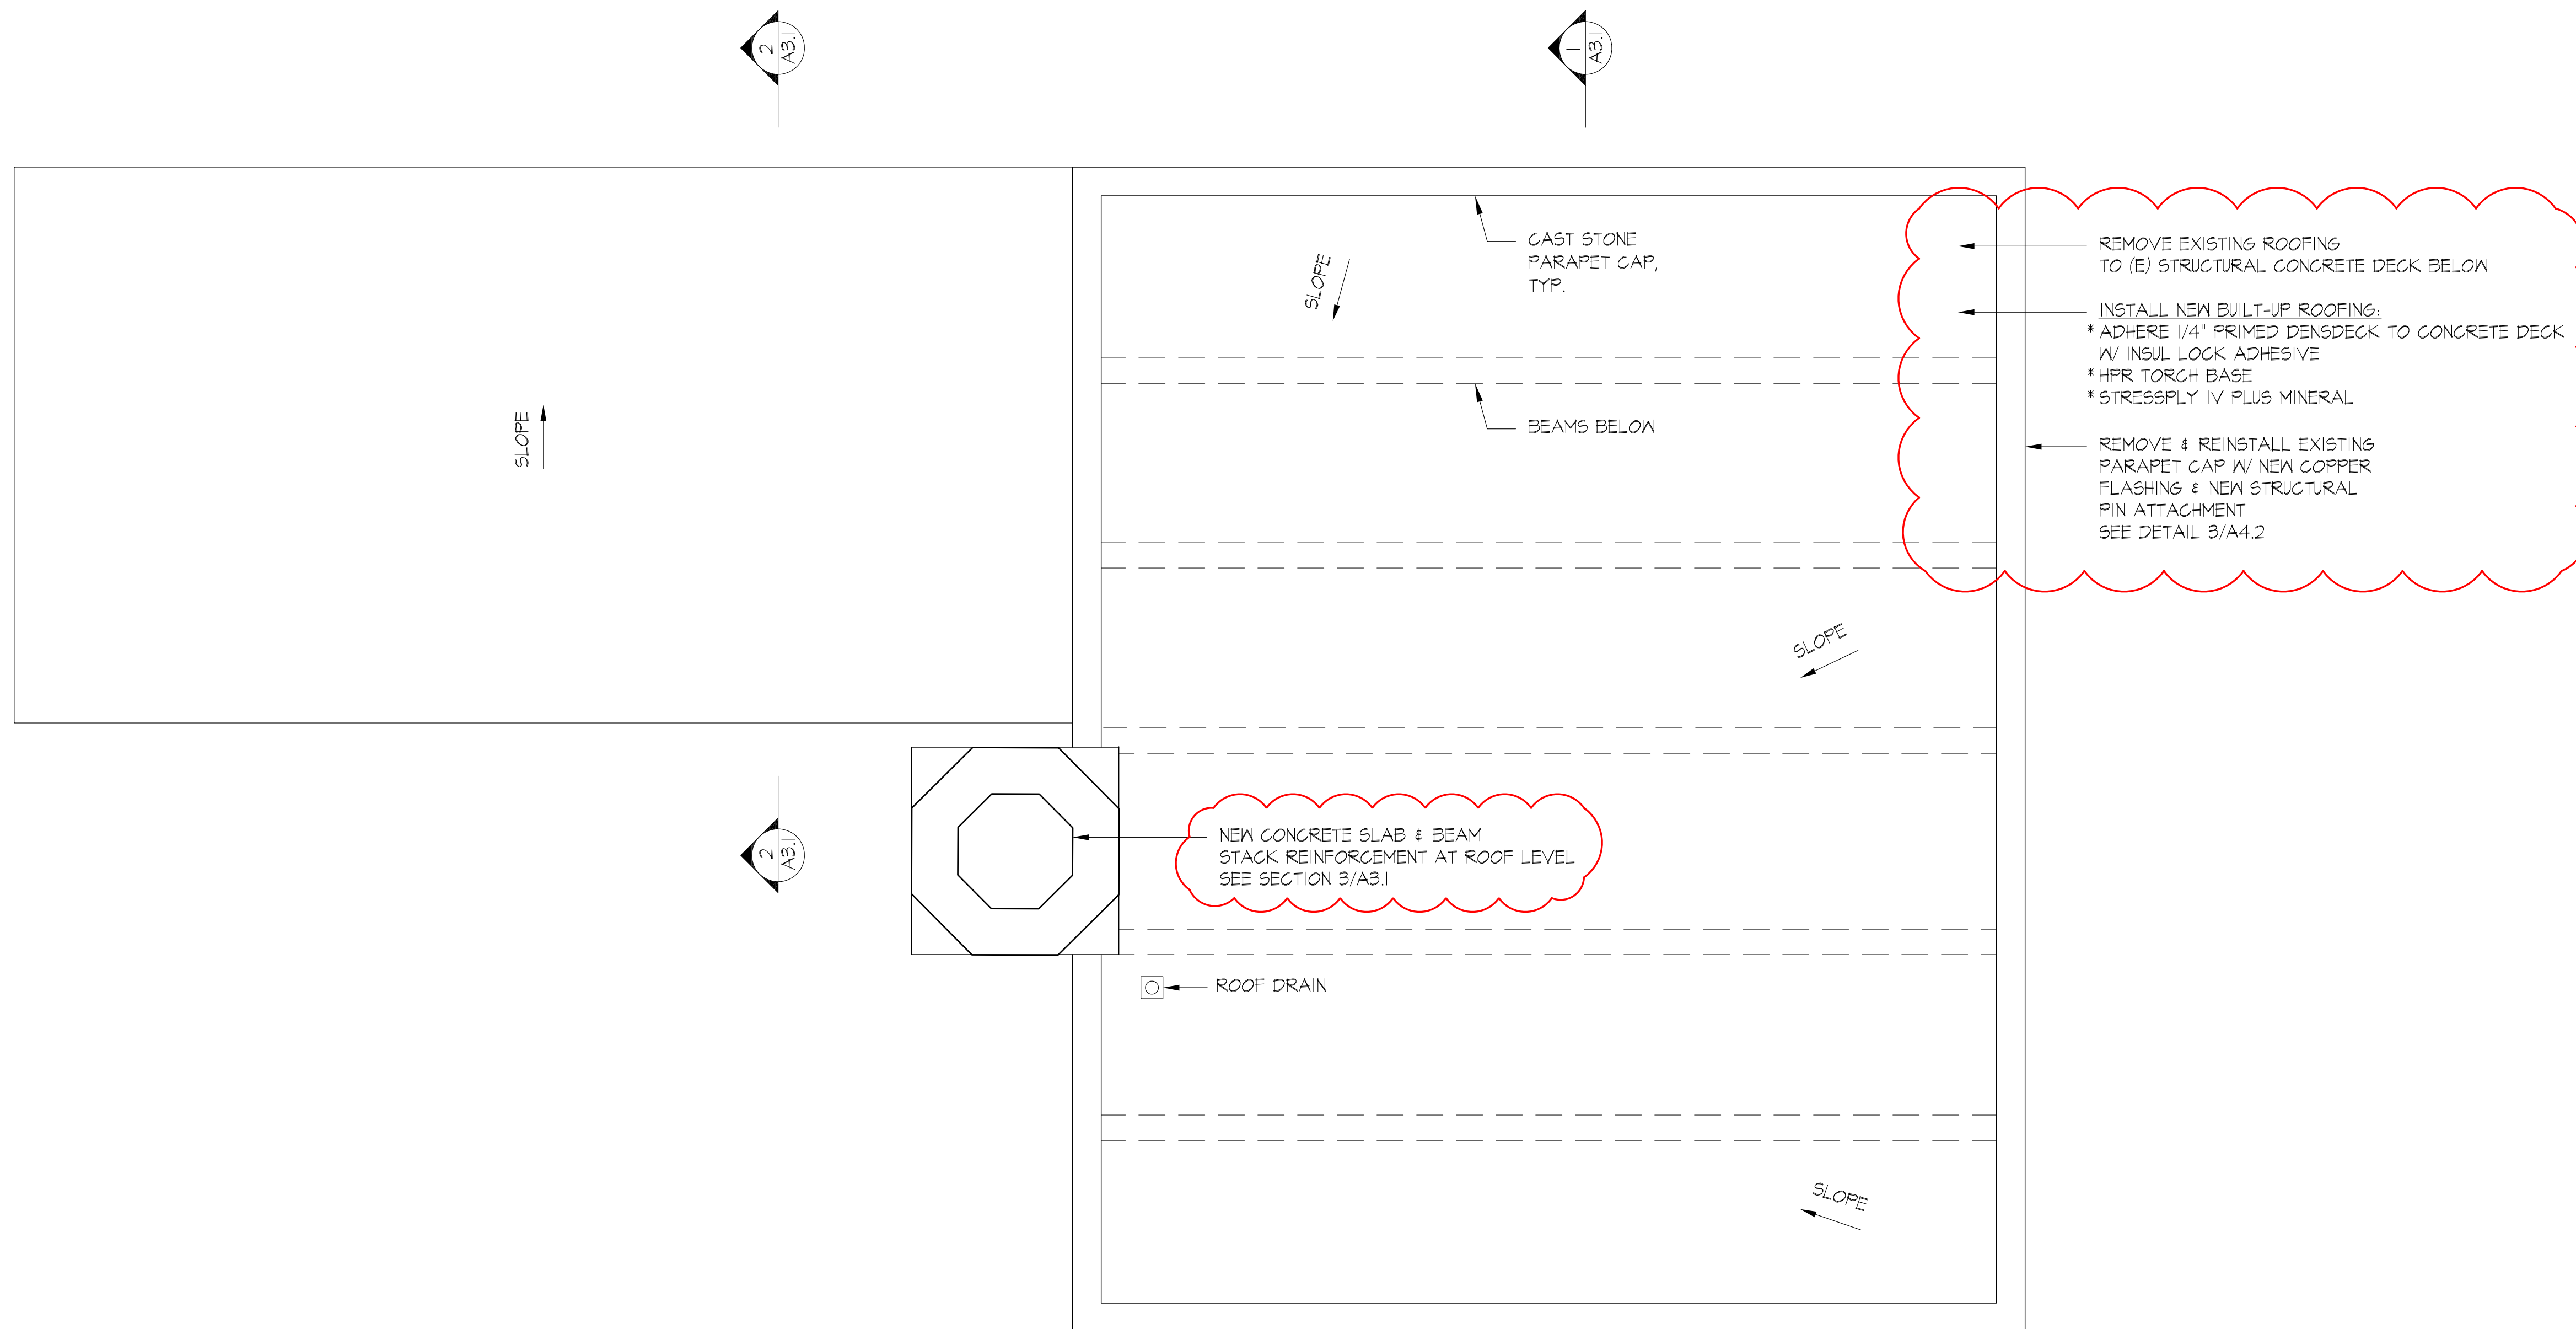 2
A3.1
1
A3.1
CAST STONE
PARAPET CAP,
TYP.
SLOPE
REMOVE EXISTING ROOFING
TO (E) STRUCTURAL CONCRETE DECK BELOW
INSTALL NEW BUILT-UP ROOFING:
* ADHERE 1/4" PRIMED DENSDECK TO CONCRETE DECK
W/ INSUL LOCK ADHESIVE
* HPR TORCH BASE
* STRESSPLY IV PLUS MINERAL
REMOVE & REINSTALL EXISTING
PARAPET CAP W/ NEW COPPER
FLASHING & NEW STRUCTURAL
PIN ATTACHMENT
SEE DETAIL 3/A4.2
BEAMS BELOW
SLOPE
SLOPE
2
A3.1
NEW CONCRETE SLAB & BEAM
STACK REINFORCEMENT AT ROOF LEVEL
SEE SECTION 3/A3.1
ROOF DRAIN
SLOPE